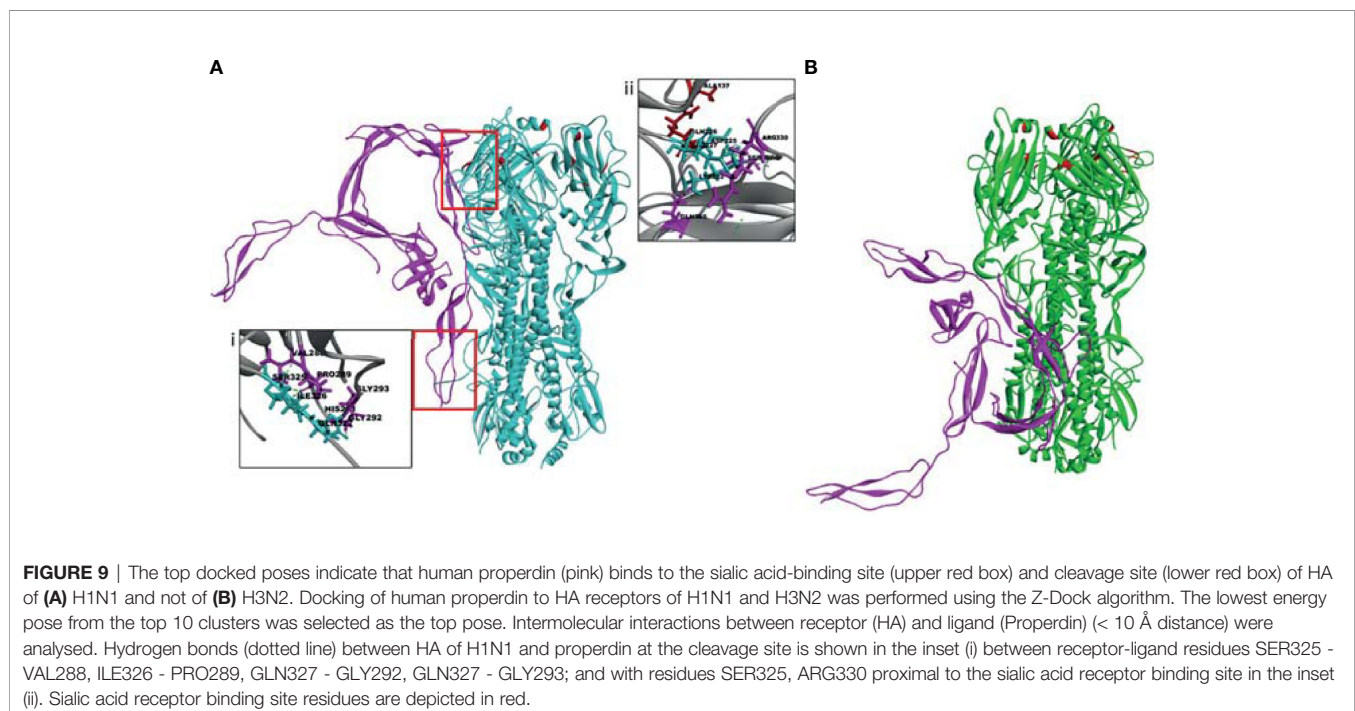 A
B
ii
ARG330
i
PRO289
SER325
GLY293
ILE326
GLY292
FIGURE 9 | The top docked poses indicate that human properdin (pink) binds to the sialic acid-binding site (upper red box) and cleavage site (lower red box) of HA
of (A) H1N1 and not of (B) H3N2. Docking of human properdin to HA receptors of H1N1 and H3N2 was performed using the Z-Dock algorithm. The lowest energy
pose from the top 10 clusters was selected as the top pose. Intermolecular interactions between receptor (HA) and ligand (Properdin) (< 10 Å distance) were
analysed. Hydrogen bonds (dotted line) between HA of H1N1 and properdin at the cleavage site is shown in the inset (i) between receptor-ligand residues SER325 -
VAL288, ILE326 - PRO289, GLN327 - GLY292, GLN327 - GLY293; and with residues SER325, ARG330 proximal to the sialic acid receptor binding site in the inset
(ii). Sialic acid receptor binding site residues are depicted in red.